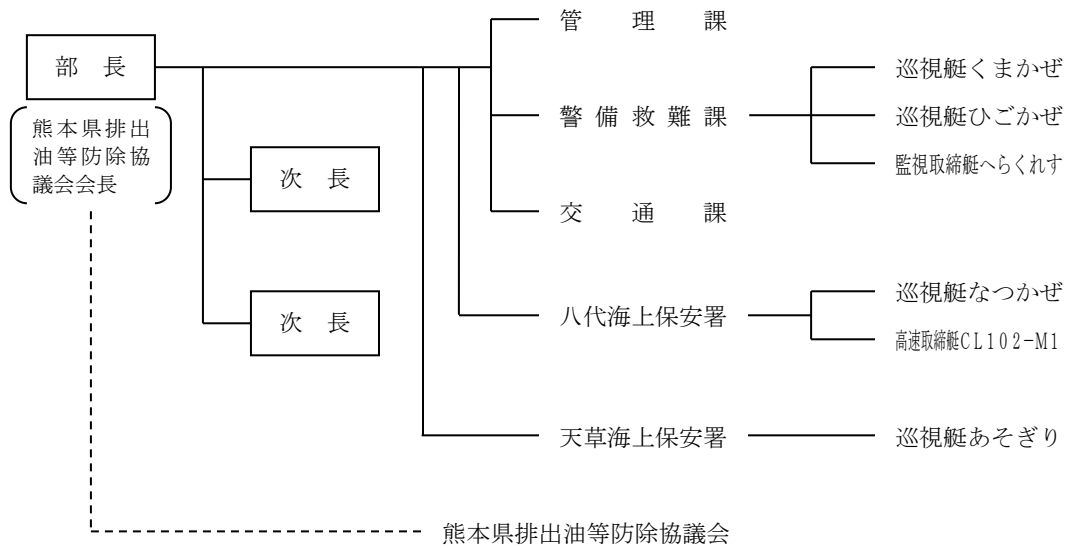 管理課
部長
巡視艇くまかぜ
熊本県排出
油等防除協
議会会長
警備救難課
巡視艇ひごかぜ
監視取締艇へらくれす
次長
交通課
巡視艇なつかぜ
次長
八代海上保安署
高速取締艇CL102-M1
天草海上保安署
巡視艇あそぎり
熊本県排出油等防除協議会